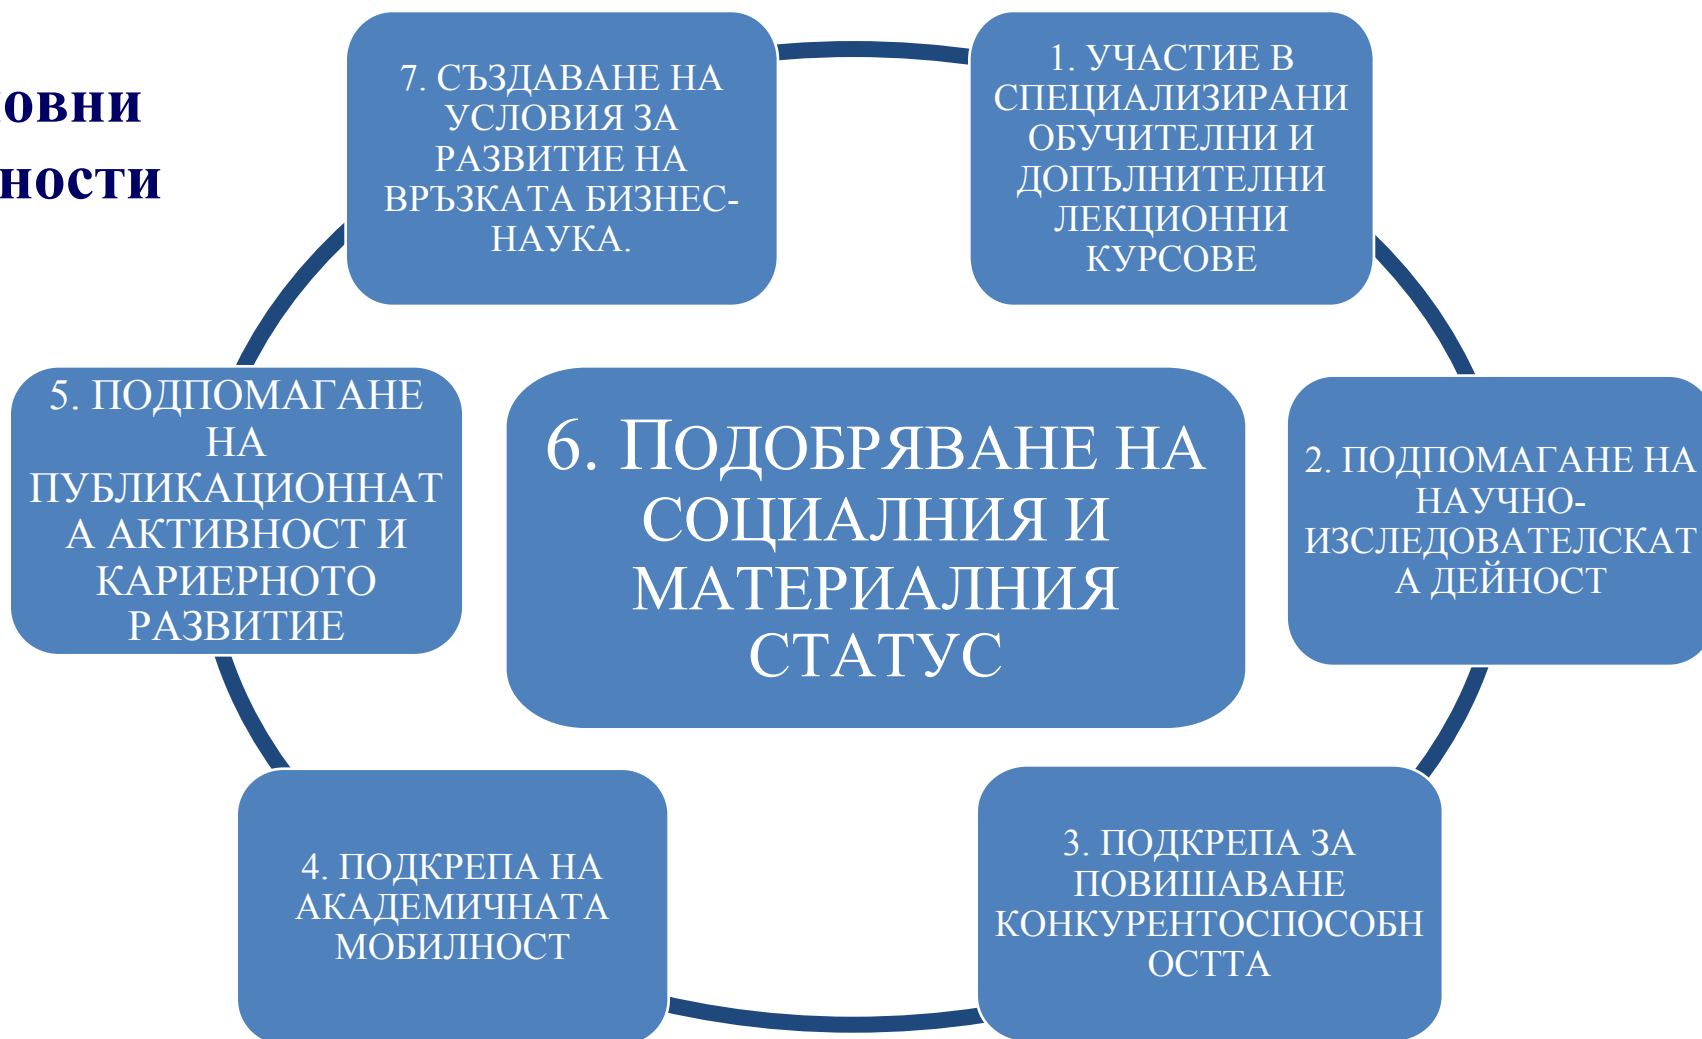 овни
ности
7. СЪЗДАВАНЕ НА
УСЛОВИЯ ЗА
РАЗВИТИЕ НА
ВРЪЗКАТА БИЗНЕС-
НАУКА.
1. УЧАСТИЕ В
СПЕЦИАЛИЗИРАНИ
ОБУЧИТЕЛНИ И
ДОПЪЛНИТЕЛНИ
ЛЕКЦИОННИ
КУРСОВЕ
5. ПОДПОМАГАНЕ
НА
ПУБЛИКАЦИОННАТ
А АКТИВНОСТ И
КАРИЕРНОТО
РАЗВИТИЕ
6. ПОДОБРЯВАНЕ НА
СОЦИАЛНИЯ И
МАТЕРИАЛНИЯ
СТАТУС
2. ПОДПОМАГАНЕ НА
НАУЧНО-
ИЗСЛЕДОВАТЕЛСКАТ
А ДЕЙНОСТ
4. ПОДКРЕПА НА
АКАДЕМИЧНАТА
МОБИЛНОСТ
3. ПОДКРЕПА ЗА
ПОВИШАВАНЕ
КОНКУРЕНТОСПОСОБН
ОСТТА